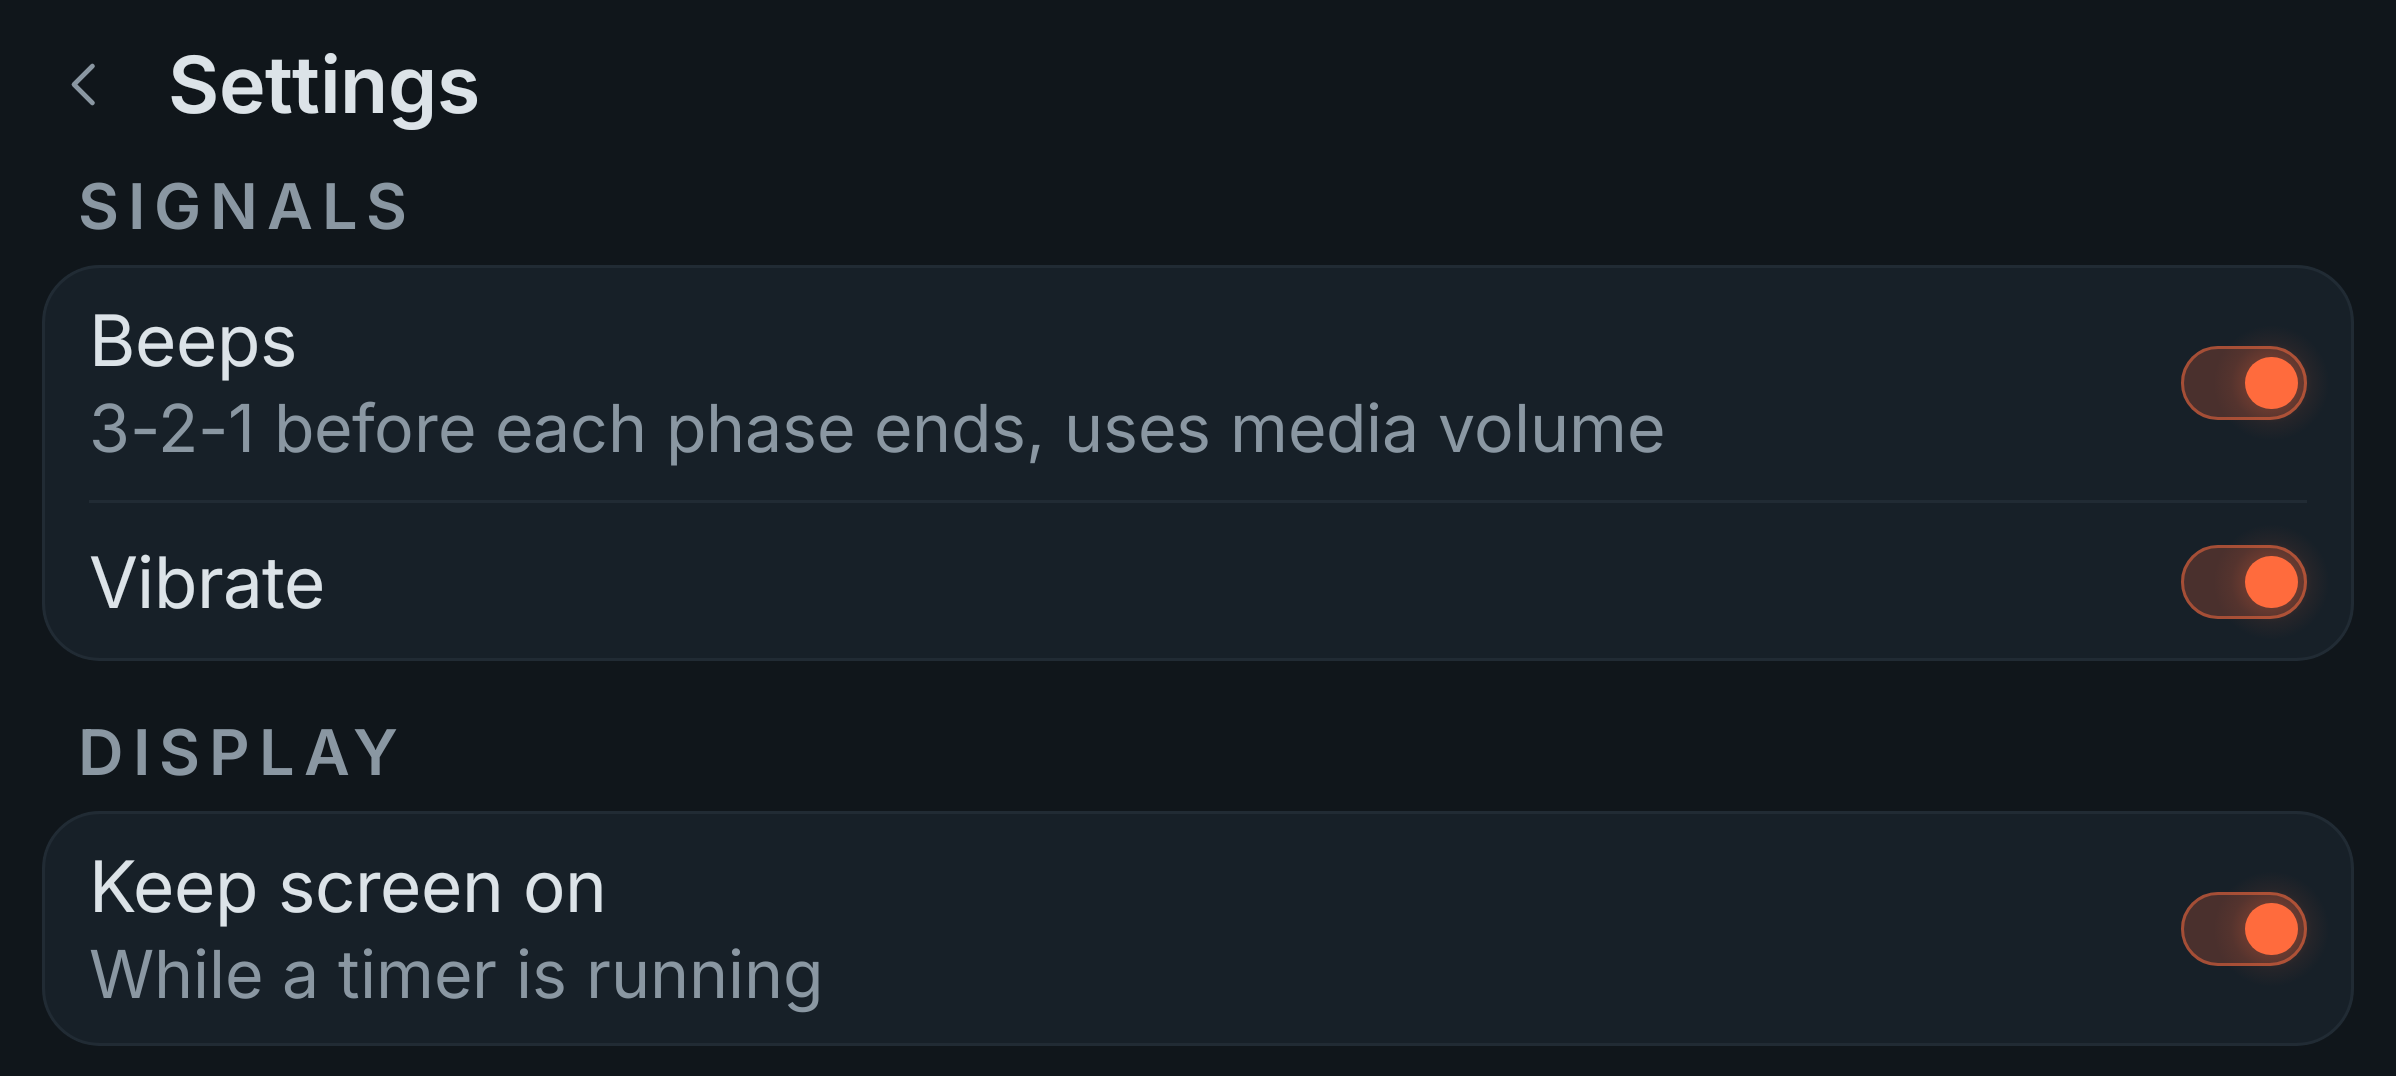 Settings
SIGNALS
Beeps
3-2-1 before each phase ends, uses media volume
Vibrate
DISPLAY
Keep screen on
While a timer is running